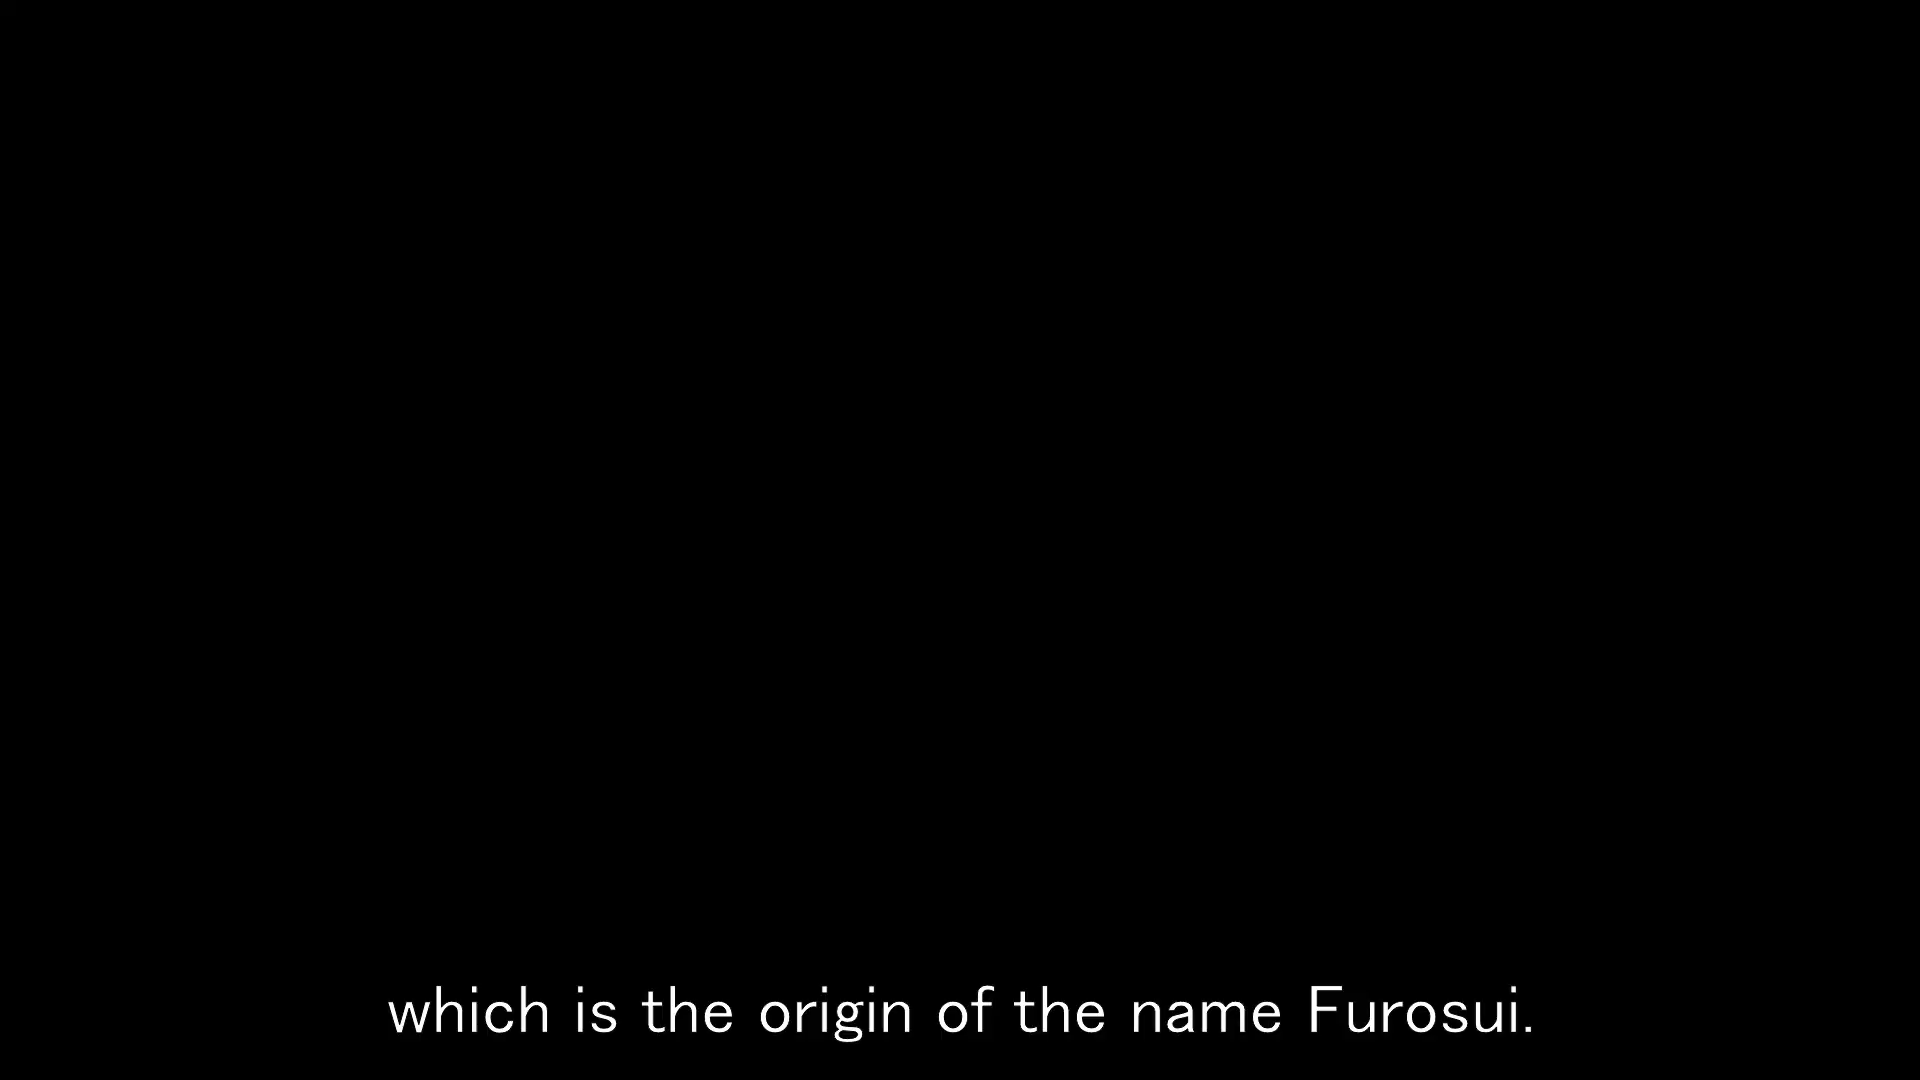 which is the origin of the name Furosui.